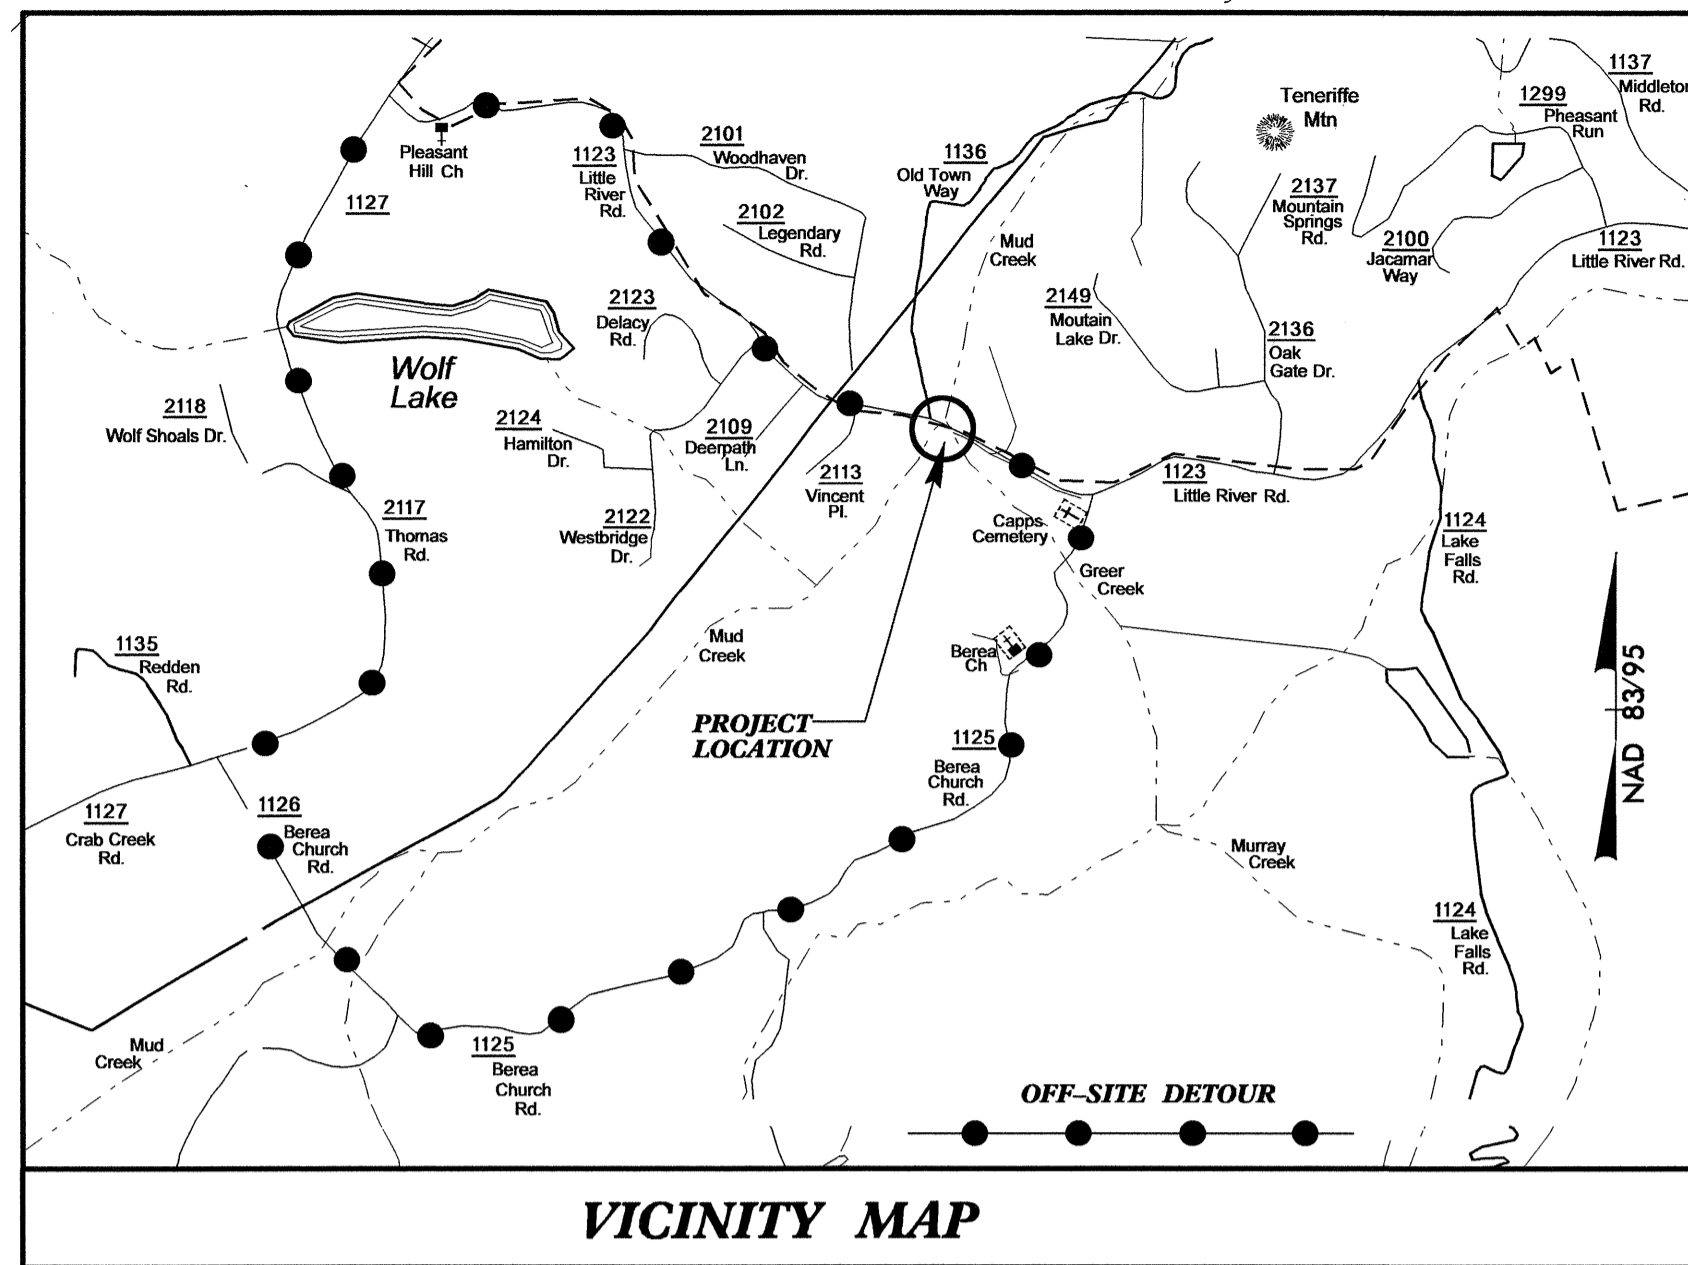 1137
Middleton
Rd.
1299
Pheasant
Run
Teneriffe
Mtn
Pleasant
Hill Ch
1123
Little
River
Rd.
2101
Woodhaven
Dr.
1136
Old Town
Way
1127
2102
Legendary
Rd.
2137
Mountain
Springs
Rd.
Mud
Creek
2100
Jacamar
Way
1123
Little River Rd.
2123
Delacy
Rd.
2149
Moutain
Lake Dr.
2136
Oak
Gate Dr.
Wolf
Lake
2118
Wolf Shoals Dr.
2124
Hamilton
Dr.
2109
Deerpath
Ln.
2113
Vincent
Pl.
1123
Little River Rd.
2117
Thomas
Rd.
2122
Westbridge
Dr.
Capps
Cemetery
1124
Lake
Falls
Rd.
Greer
Creek
1135
Redden
Rd.
Mud
Creek
Berea
Ch
PROJECT
LOCATION
NAD 83/95
1125
Berea
Church
Rd.
1127
Crab Creek
Rd.
1126
Berea
Church
Rd.
Murray
Creek
1124
Lake
Falls
Rd.
Mud
Creek
1125
Berea
Church
Rd.
OFF–SITE DETOUR
VICINITY MAP